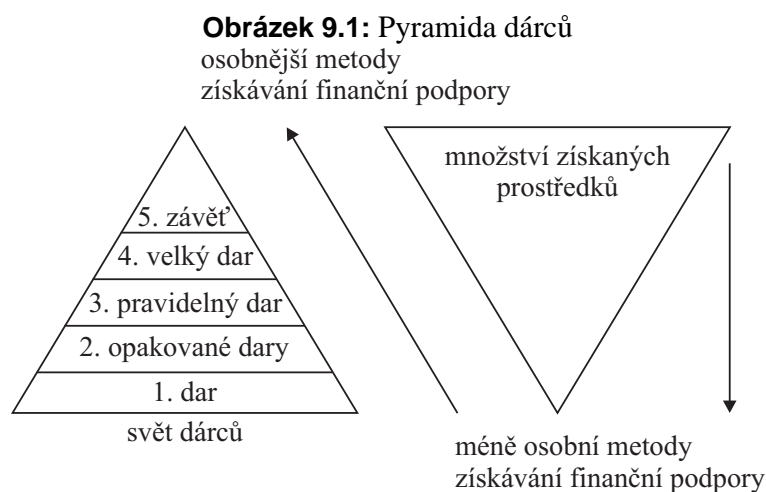 Obrázek 9.1: Pyramida dárců
osobnější metody
získávání finanční podpory
množství získaných
prostředků
5. závěť
4. velký dar
3. pravidelný dar
2. opakované dary
1. dar
svět dárců
méně osobní metody
získávání finanční podpory